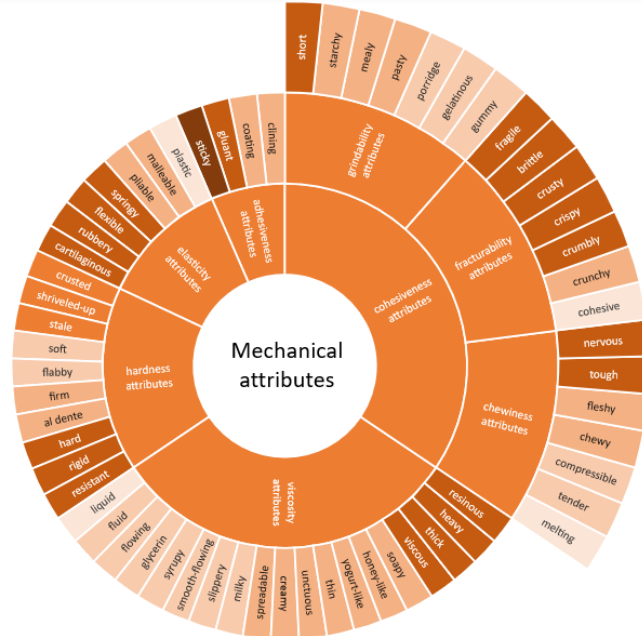 Mechanical
attributes
cohesiveness
attributes
grindability
attributes
short
starchy
mealy
pasty
porridge
gelatinous
gummy
fracturability
attributes
fragile
brittle
crusty
crispy
crumbly
crunchy
cohesive
chewiness
attributes
nervous
tough
fleshy
chewy
compressible
tender
melting
viscosity
attributes
resinous
heavy
thick
viscous
soapy
honey-like
yogurt-like
thin
unctuous
creamy
spreadable
milky
slippery
smooth-flowing
syrupy
glycerin
flowing
fluid
liquid
hardness
attributes
resistant
rigid
hard
al dente
firm
flabby
soft
stale
shriveled-up
crusted
elasticity
attributes
cartilaginous
rubbery
flexible
springy
pliable
malleable
plastic
adhesiveness
attributes
sticky
gluant
coating
clining